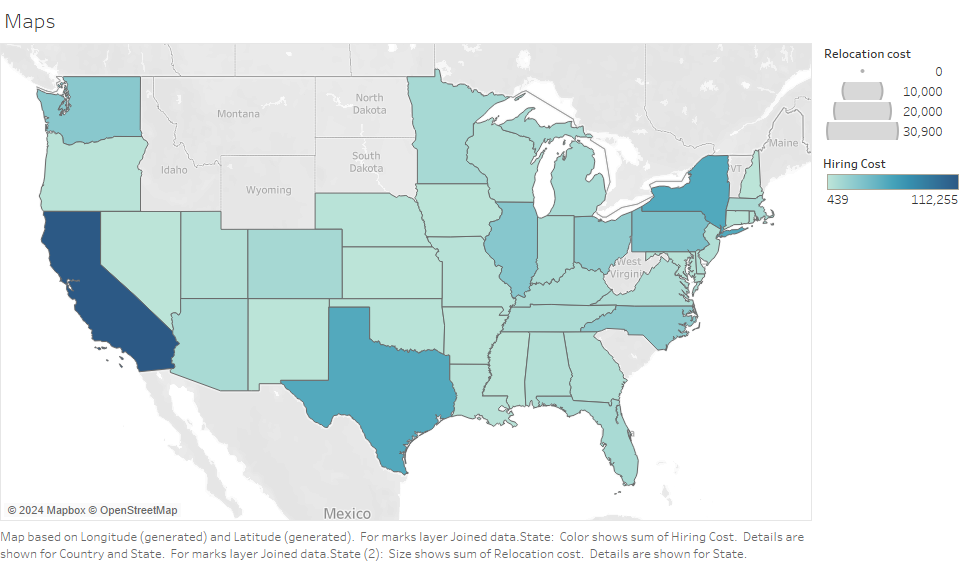 Maps
Relocation cost
0
10,000
20,000
30,900
Hiring Cost
439
112,255
Montana
North
Dakota
South
Dakota
Idaho
Wyoming
Maine
VT
West
Virginia
Mexico
© 2024 Mapbox © OpenStreetMap
Map based on Longitude (generated) and Latitude (generated).  For marks layer Joined data.State:  Color shows sum of Hiring Cost.  Details are
shown for Country and State.  For marks layer Joined data.State (2):  Size shows sum of Relocation cost.  Details are shown for State.